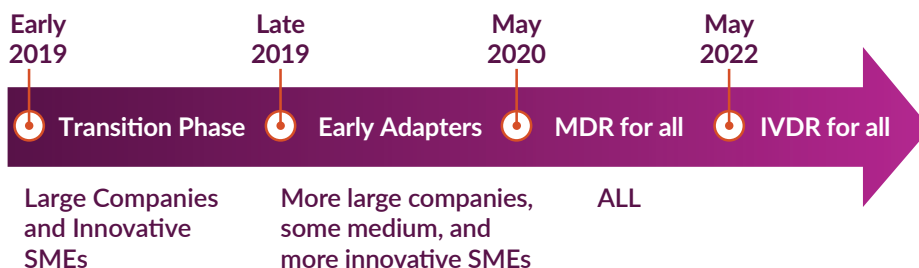 Early
2019
Late
2019
May
2020
May
2022
Transition Phase
Early Adapters
MDR for all
IVDR for all
Large Companies
and Innovative
SMEs
More large companies,
some medium, and
more innovative SMEs
ALL